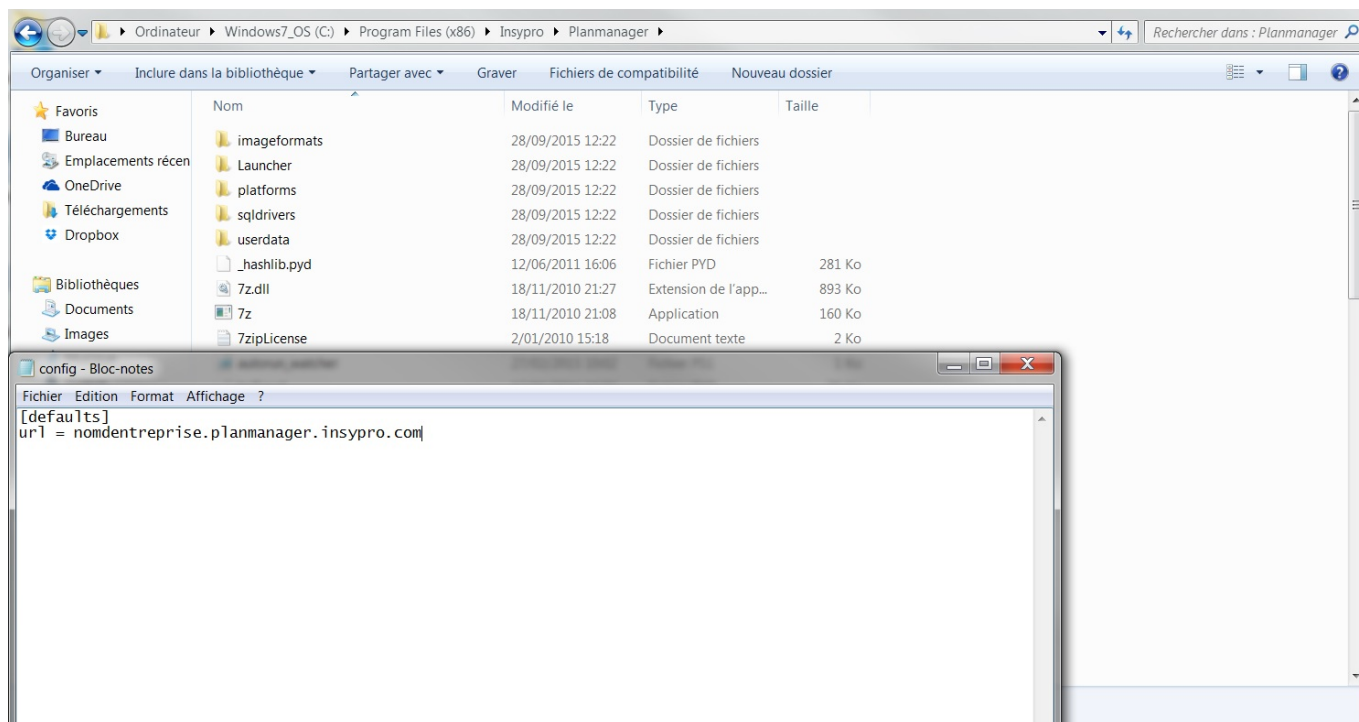 Ordinateur Windows7_OS (C:) Program Files (x86) Insypro Planmanager
Rechercher dans : Planmanager
Organiser Inclure dans la bibliothèque Partager avec Graver Fichiers de compatibilité Nouveau dossier
Favoris
Bureau
Emplacements récen
OneDrive
Téléchargements
Dropbox
Bibliothèques
Documents
Images
Nom Modifié le Type Taille
imageformats 28/09/2015 12:22 Dossier de fichiers
Launcher 28/09/2015 12:22 Dossier de fichiers
platforms 28/09/2015 12:22 Dossier de fichiers
sqldrivers 28/09/2015 12:22 Dossier de fichiers
userdata 28/09/2015 12:22 Dossier de fichiers
_hashlib.pyd 12/06/2011 16:06 Fichier PYD 281 Ko
7z.dll 18/11/2010 21:27 Extension de l'app... 893 Ko
7z 18/11/2010 21:08 Application 160 Ko
7zipLicense 2/01/2010 15:18 Document texte 2 Ko
config - Bloc-notes
Fichier Edition Format Affichage ?
[defaults]
url = nomdentreprise.planmanager.insypro.com